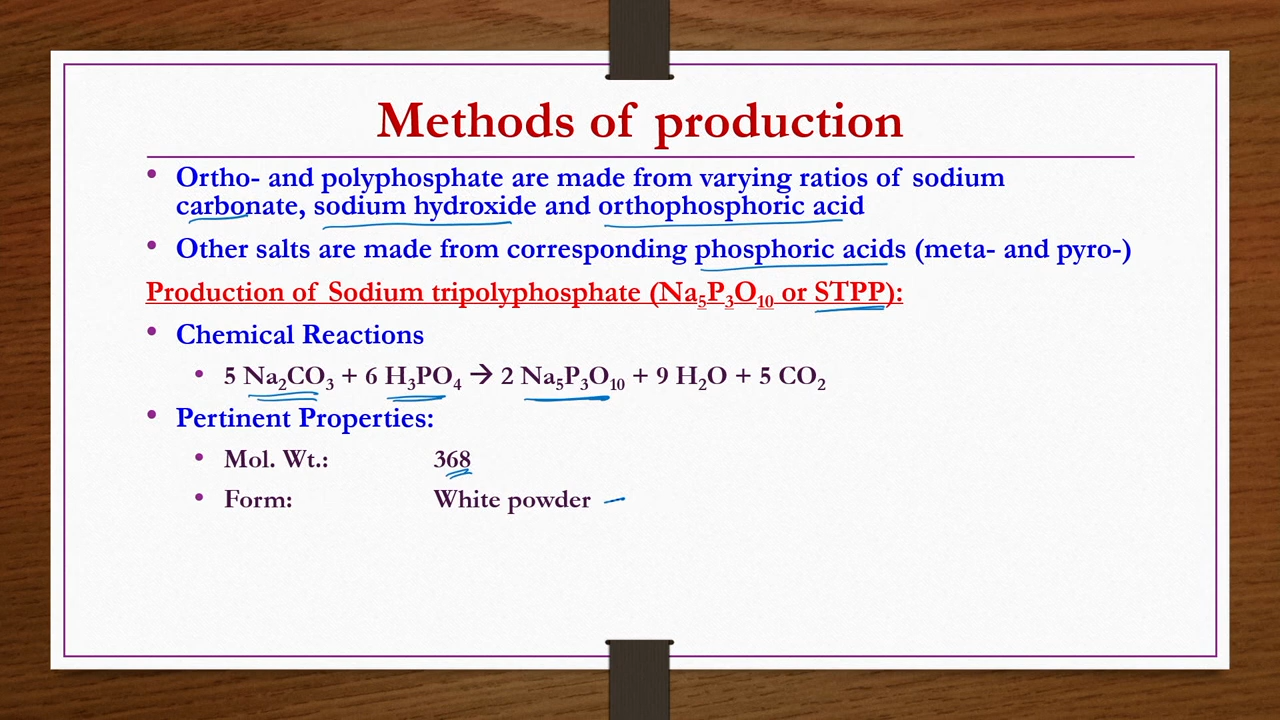 Methods of production
• Ortho- and polyphosphate are made from varying ratios of sodium
carbonate, sodium hydroxide and orthophosphoric acid
• Other salts are made from corresponding phosphoric acids (meta- and pyro-)
Production of Sodium tripolyphosphate (Na₅P₃O₁₀ or STPP):
• Chemical Reactions
• 5 Na₂CO₃ + 6 H₃PO₄ → 2 Na₅P₃O₁₀ + 9 H₂O + 5 CO₂
• Pertinent Properties:
• Mol. Wt.: 368
• Form: White powder